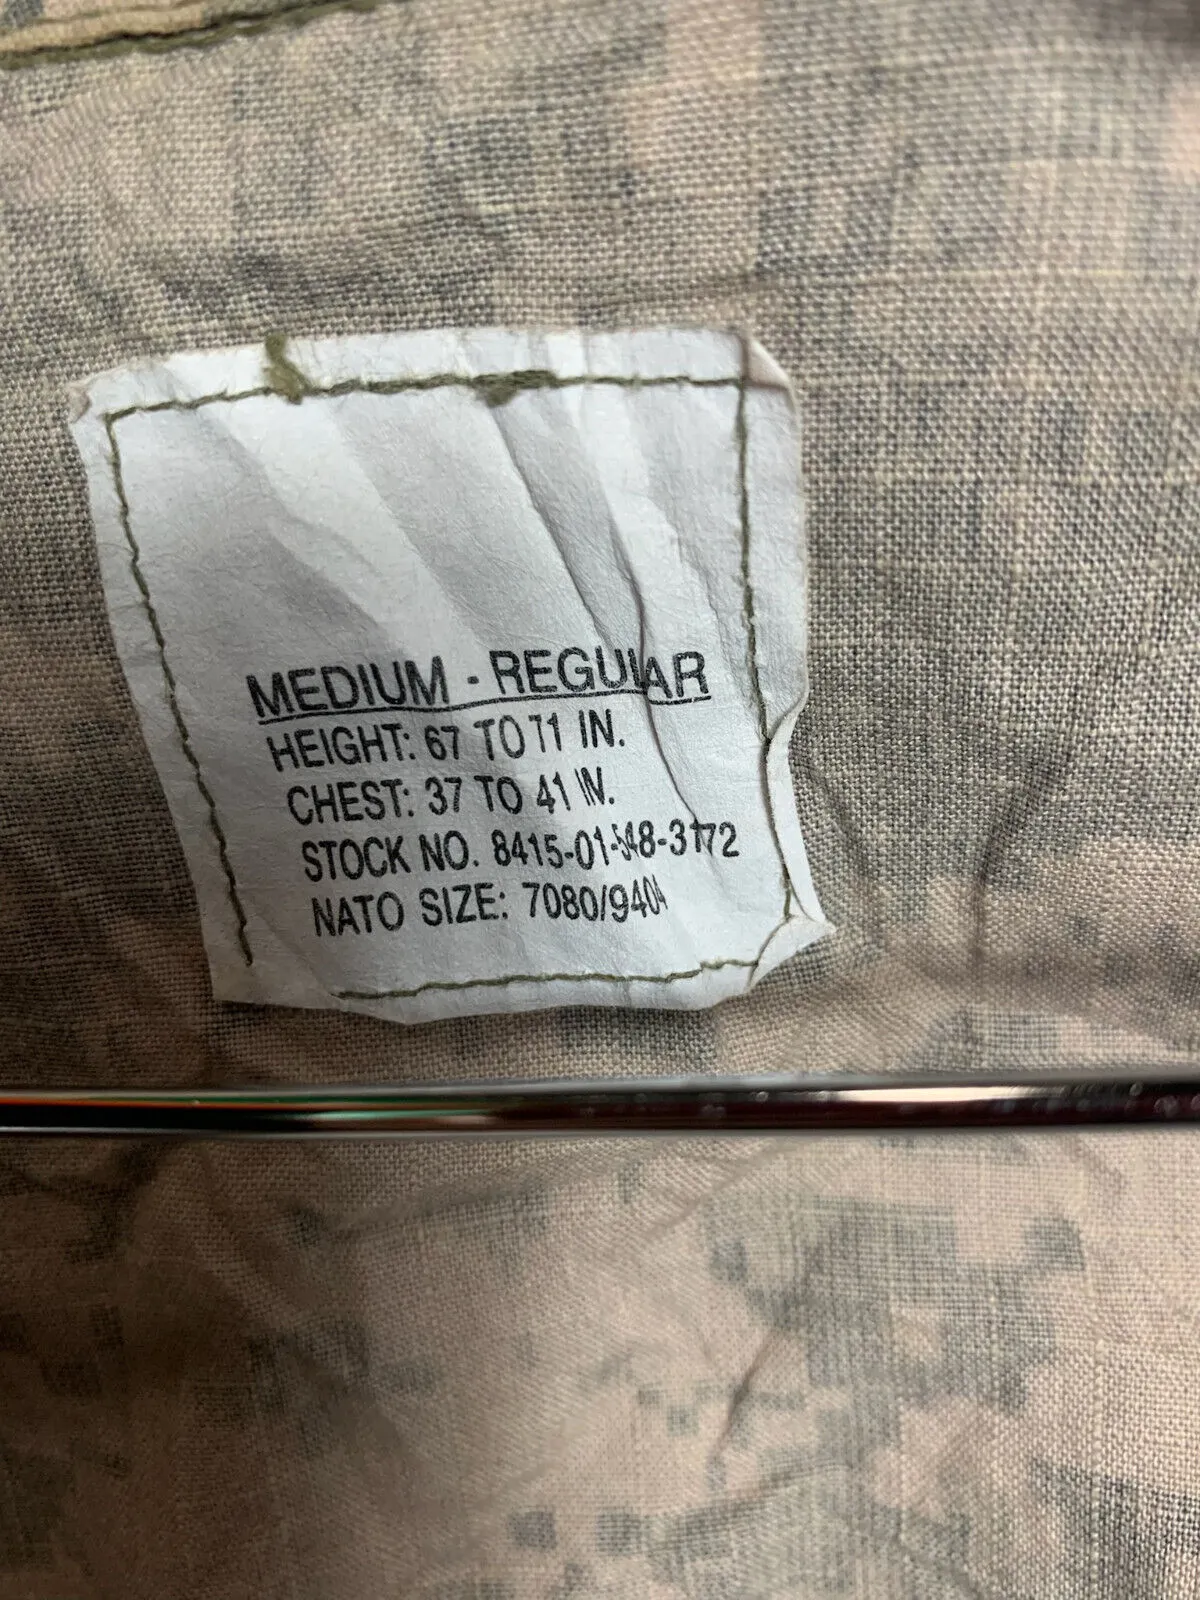 MEDIUM - REGULAR
HEIGHT: 67 TO 71 IN.
CHEST: 37 TO 41 IN.
STOCK NO. 8415-01-548-3172
NATO SIZE: 7080/9404